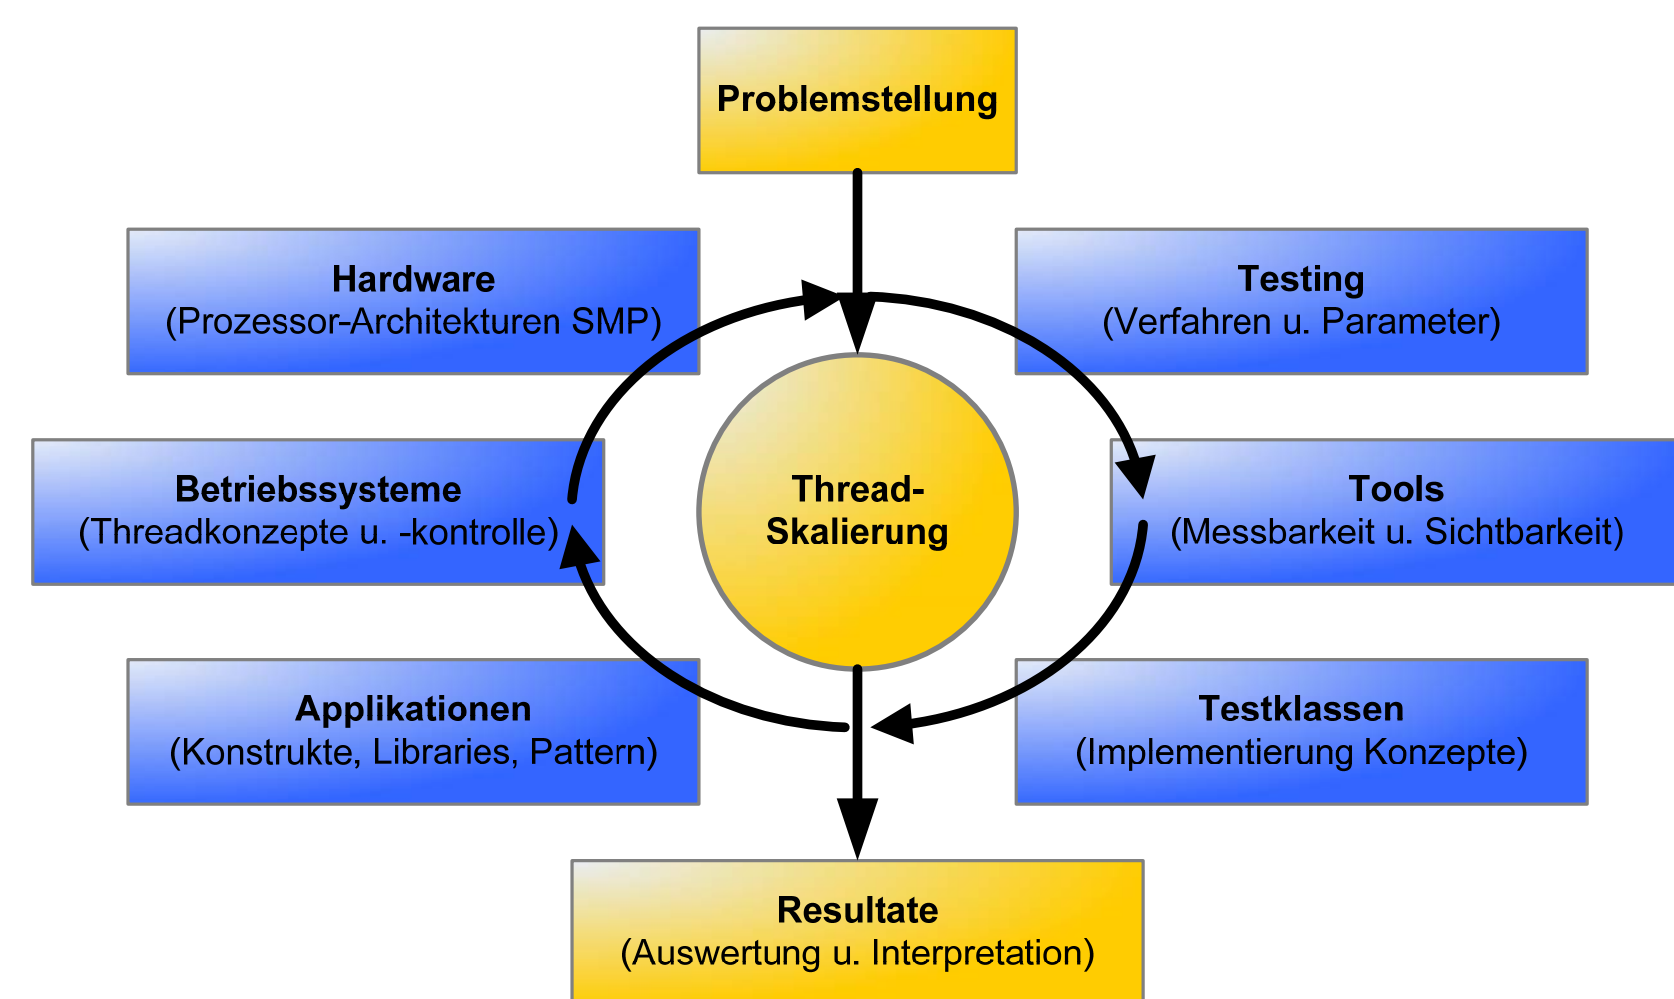 Problemstellung
Hardware
(Prozessor-Architekturen SMP)
Testing
(Verfahren u. Parameter)
Betriebssysteme
(Threadkonzepte u. -kontrolle)
Thread-
Skalierung
Tools
(Messbarkeit u. Sichtbarkeit)
Applikationen
(Konstrukte, Libraries, Pattern)
Testklassen
(Implementierung Konzepte)
Resultate
(Auswertung u. Interpretation)